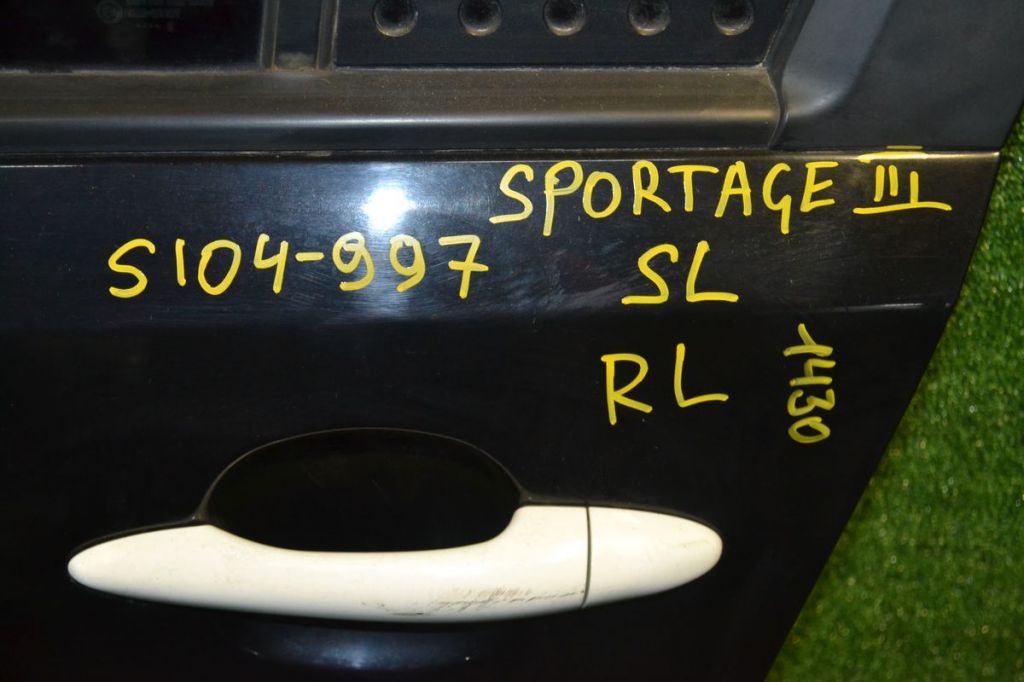 SPORTAGE III
S104-997 SL
RL
1430